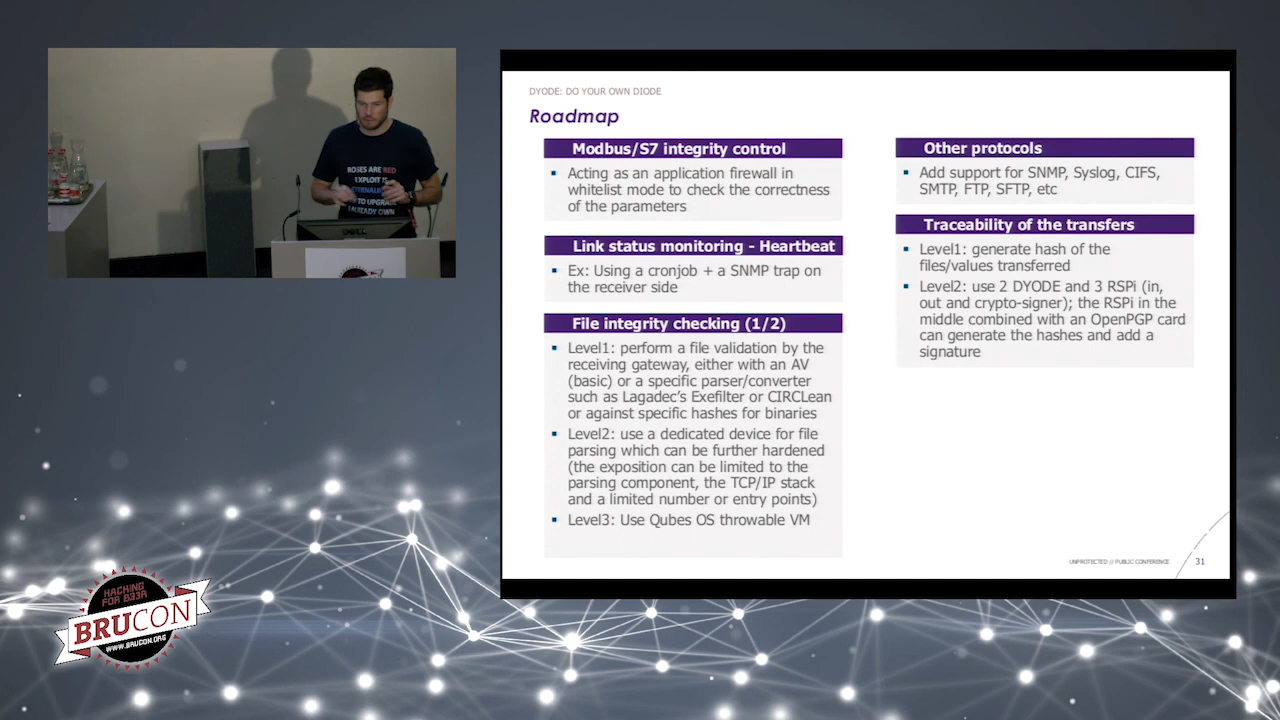 DYODE: DO YOUR OWN DIODE
Roadmap
Modbus/S7 integrity control
Acting as an application firewall in
whitelist mode to check the correctness
of the parameters
Link status monitoring - Heartbeat
Ex: Using a cronjob + a SNMP trap on
the receiver side
File integrity checking (1/2)
Level1: perform a file validation by the
receiving gateway, either with an AV
(basic) or a specific parser/converter
such as Lagadec's Exefilter or CIRCLean
or against specific hashes for binaries
Level2: use a dedicated device for file
parsing which can be further hardened
(the exposition can be limited to the
parsing component, the TCP/IP stack
and a limited number or entry points)
Level3: Use Qubes OS throwable VM
Other protocols
Add support for SNMP, Syslog, CIFS,
SMTP, FTP, SFTP, etc
Traceability of the transfers
Level1: generate hash of the
files/values transferred
Level2: use 2 DYODE and 3 RSPi (in,
out and crypto-signer); the RSPi in the
middle combined with an OpenPGP card
can generate the hashes and add a
signature
UNPROTECTED // PUBLIC CONFERENCE
31
ROSES ARE RED
EXPLOIT IS
TO UPGRA
ALREADY OWN
DELL
HACKING
FOR B33R
BRUCON
WWW.BRUCON.ORG